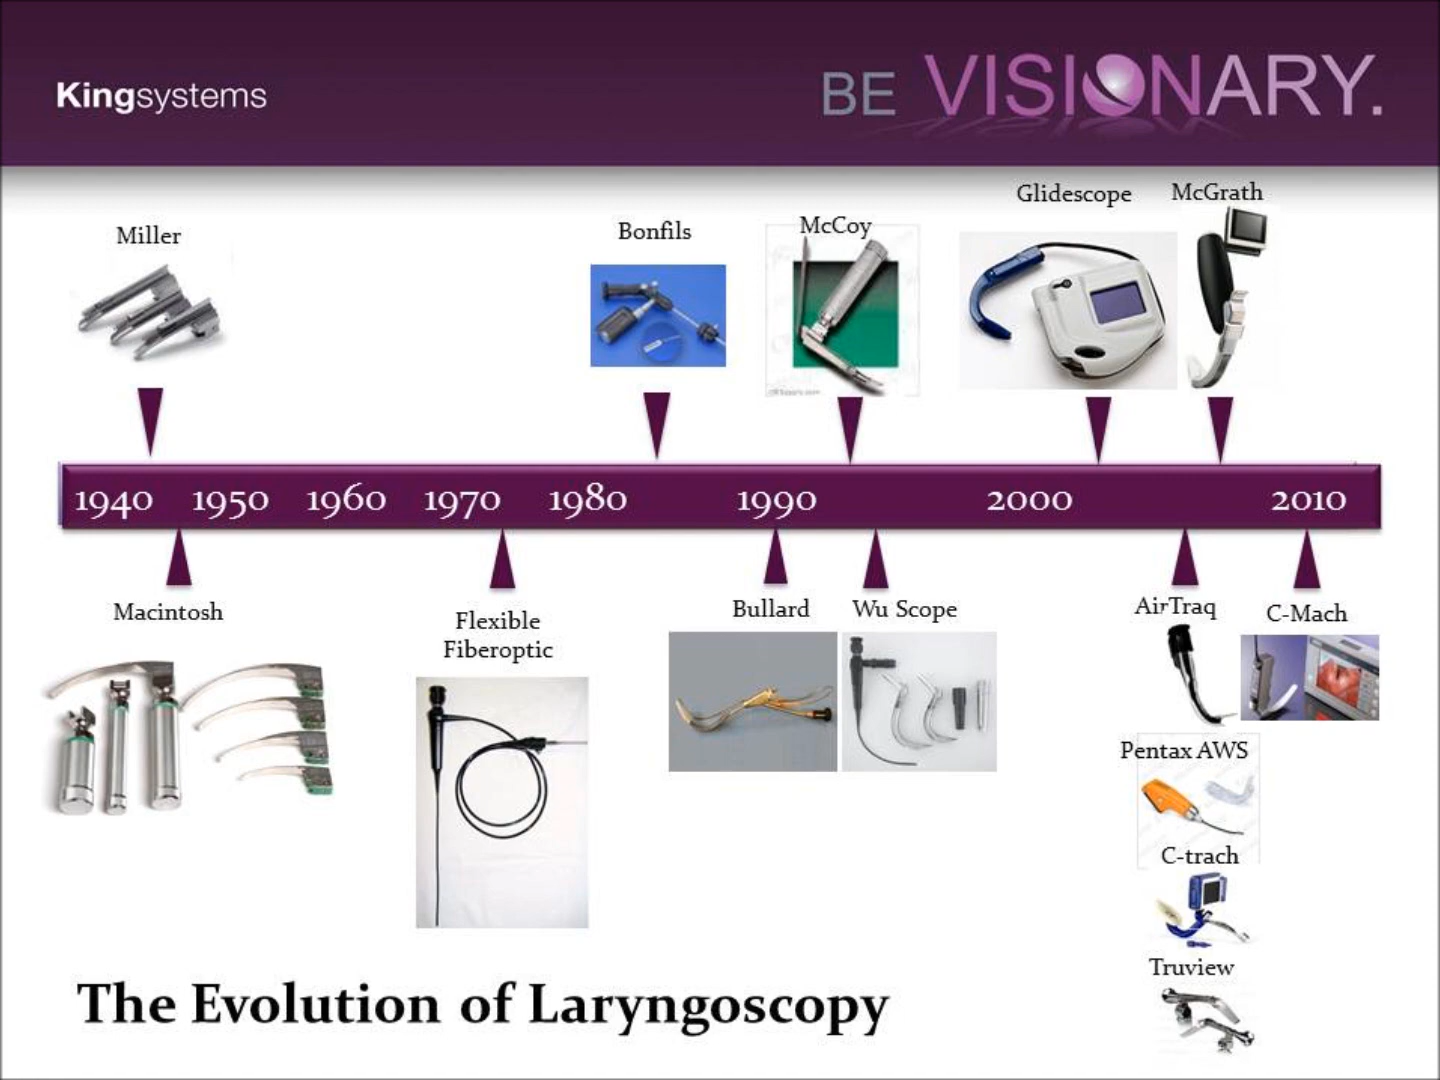 Kingsystems
BE VISIONARY.
Glidescope
McGrath
Miller
Bonfils
McCoy
1940 1950 1960 1970 1980 1990 2000 2010
Macintosh
Flexible
Fiberoptic
Bullard
Wu Scope
AirTraq
C-Mach
Pentax AWS
C-trach
Truview
The Evolution of Laryngoscopy